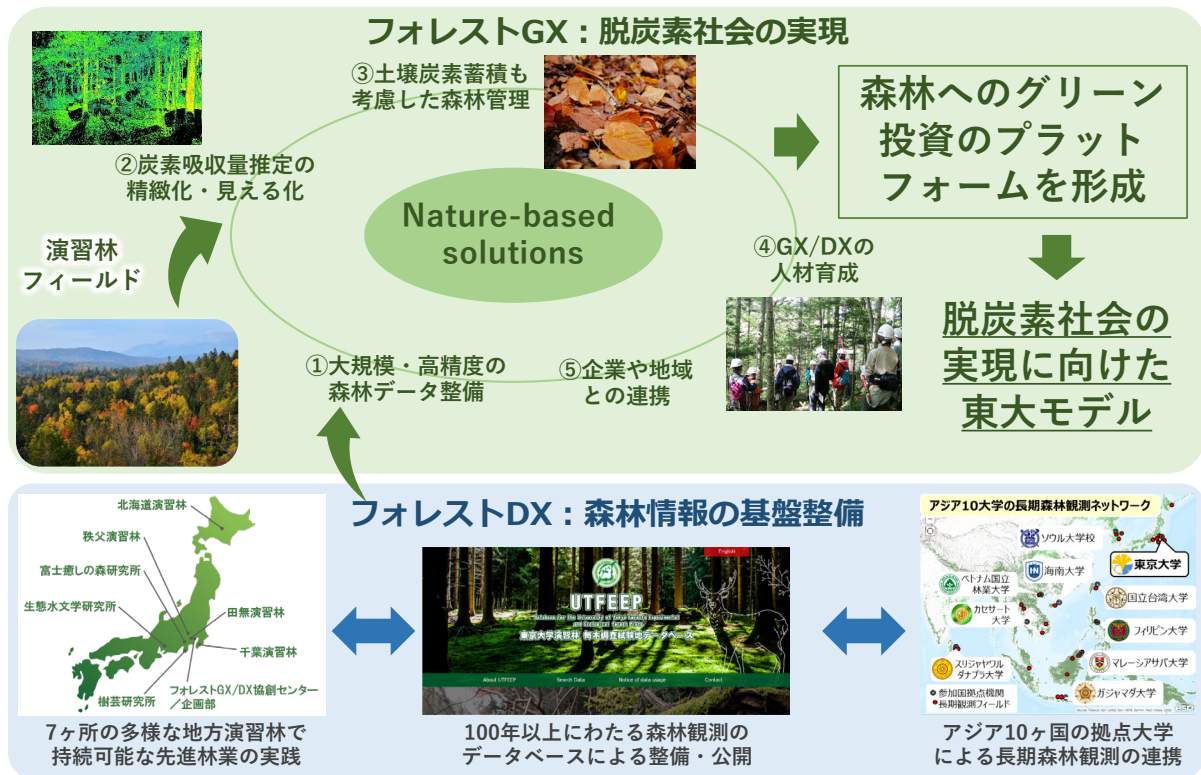 フォレストGX：脱炭素社会の実現
③土壌炭素蓄積も
考慮した森林管理
②炭素吸収量推定の
精緻化・見える化
Nature-based
solutions
演習林
フィールド
④GX/DXの
人材育成
①大規模・高精度の
森林データ整備
⑤企業や地域
との連携
森林へのグリーン
投資のプラット
フォームを形成
脱炭素社会の
実現に向けた
東大モデル
フォレストDX：森林情報の基盤整備
北海道演習林
秩父演習林
富士癒しの森研究所
生態水文学研究所
田無演習林
千葉演習林
樹芸研究所
フォレストGX/DX協創センター
／企画部
7ヶ所の多様な地方演習林で
持続可能な先進林業の実践
English
UTFEEP
東京大学演習林 毎木調査試験地データベース
About UTFEEP
Search Data
Notice of data usage
Contact
100年以上にわたる森林観測の
データベースによる整備・公開
アジア10大学の長期森林観測ネットワーク
ソウル大学校
東京大学
海南大学
ベトナム国立
林業大学
国立台湾大学
カセサート
大学
フィリピン大学
マレーシアサバ大学
スリジャヤワル
ダナプラ大学
ガジャマダ大学
参加国拠点機関
長期観測フィールド
esri
アジア10ヶ国の拠点大学
による長期森林観測の連携